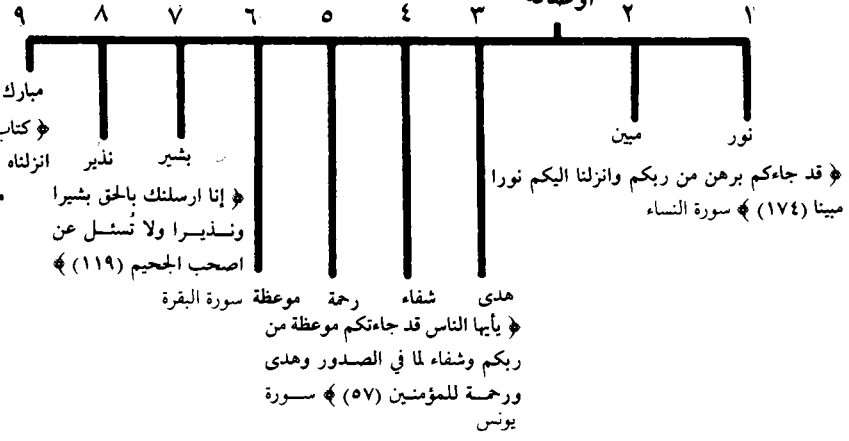 أوصافه
١ ٢ ٣ ٤ ٥ ٦ ٧ ٨ ٩
نور
مبين
﴿ قد جاءكم برهن من ربكم وانزلنا اليكم نورا
مبينا (١٧٤) ﴾ سورة النساء
هدى شفاء رحمة موعظة
﴿ يأيها الناس قد جاءتكم موعظة من
ربكم وشفاء لما في الصدور وهدى
ورحمة للمؤمنين (٥٧) ﴾ سورة
يونس
بشير نذير
﴿ إنا ارسلنك بالحق بشيرا
ونذيرا ولا تُسئل عن
اصحب الجحيم (١١٩) ﴾
سورة البقرة
مبارك
﴿ كتاب
انزلناه